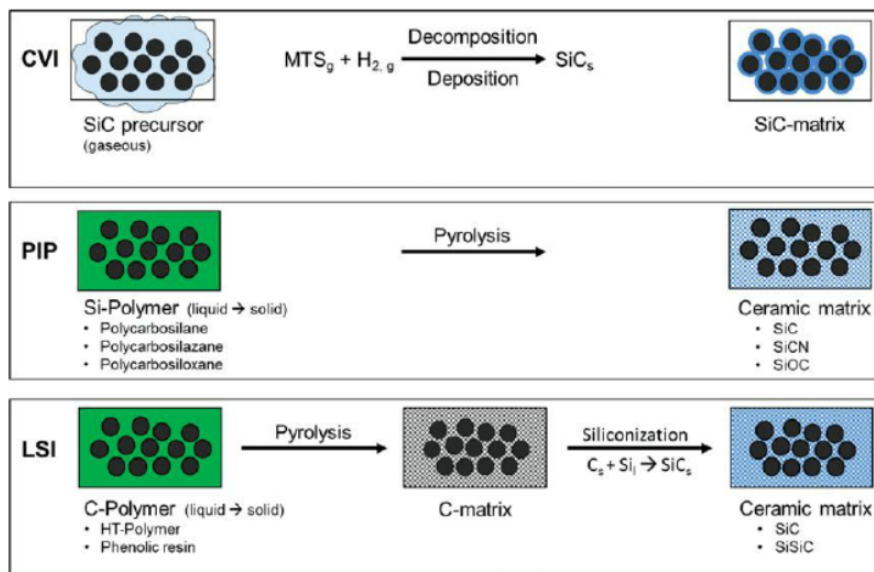 CVI
SiC precursor
(gaseous)
MTSg + H2, g
Decomposition
Deposition
SiCs
SiC-matrix
PIP
Si-Polymer (liquid → solid)
• Polycarbosilane
• Polycarbosilazane
• Polycarbosiloxane
Pyrolysis
Ceramic matrix
• SiC
• SiCN
• SiOC
LSI
C-Polymer (liquid → solid)
• HT-Polymer
• Phenolic resin
Pyrolysis
C-matrix
Siliconization
Cs + Sil → SiCs
Ceramic matrix
• SiC
• SiSiC